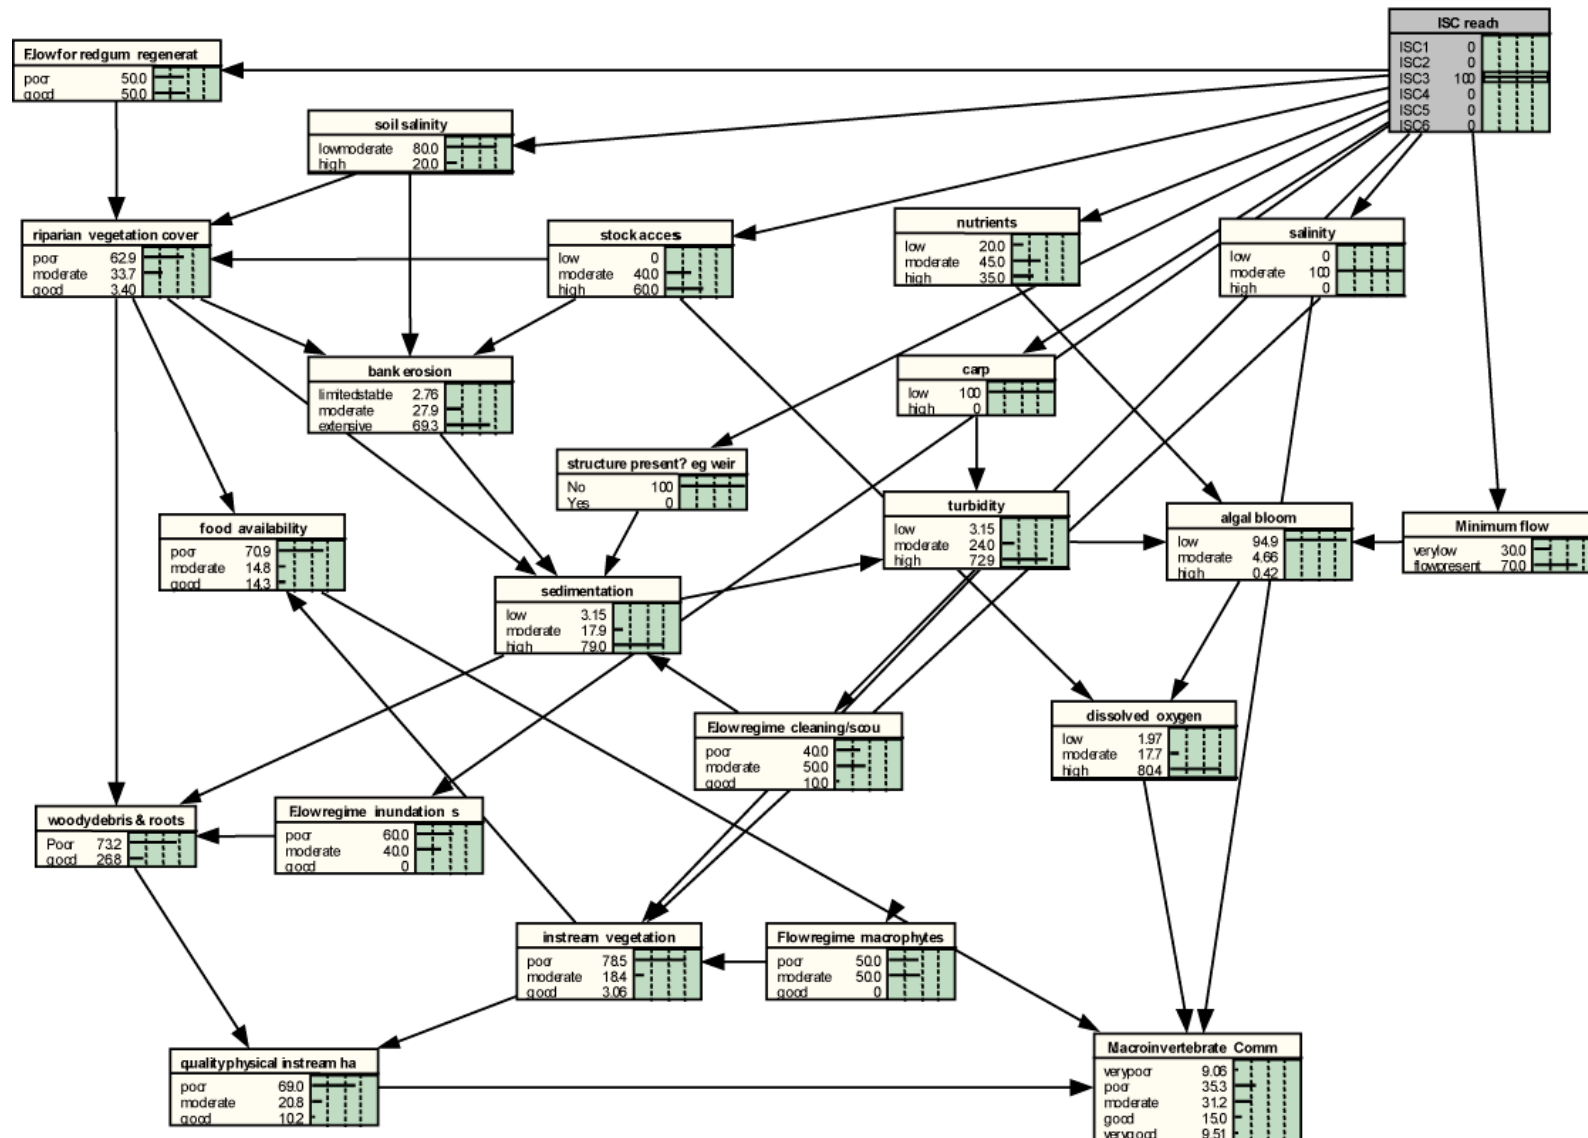 ISC reach
ISC1 0
ISC2 0
ISC3 100
ISC4 0
ISC5 0
ISC6 0
Flow for redgum regenerat
poor 50.0
good 50.0
soil salinity
lowmoderate 80.0
high 20.0
riparian vegetation cover
poor 62.9
moderate 33.7
good 3.40
stock acces
low 0
moderate 40.0
high 60.0
nutrients
low 20.0
moderate 45.0
high 35.0
salinity
low 0
moderate 100
high 0
bank erosion
limitedstable 2.76
moderate 27.9
extensive 69.3
carp
low 100
high 0
structure present? eg weir
No 100
Yes 0
turbidity
low 3.15
moderate 24.0
high 72.9
algal bloom
low 94.9
moderate 4.66
high 0.42
Minimum flow
verylow 30.0
flowpresent 70.0
food availability
poor 70.9
moderate 14.8
good 14.3
sedimentation
low 3.15
moderate 17.9
high 79.0
Flow regime cleaning/scou
poor 40.0
moderate 50.0
good 10.0
dissolved oxygen
low 1.97
moderate 17.7
high 80.4
woody debris & roots
Poor 73.2
good 26.8
Flow regime inundation s
poor 60.0
moderate 40.0
good 0
instream vegetation
poor 78.5
moderate 18.4
good 3.06
Flow regime macrophytes
poor 50.0
moderate 50.0
good 0
quality physical instream ha
poor 69.0
moderate 20.8
good 10.2
Macroinvertebrate Comm
verypoor 9.06
poor 35.3
moderate 31.2
good 15.0
verygood 9.51